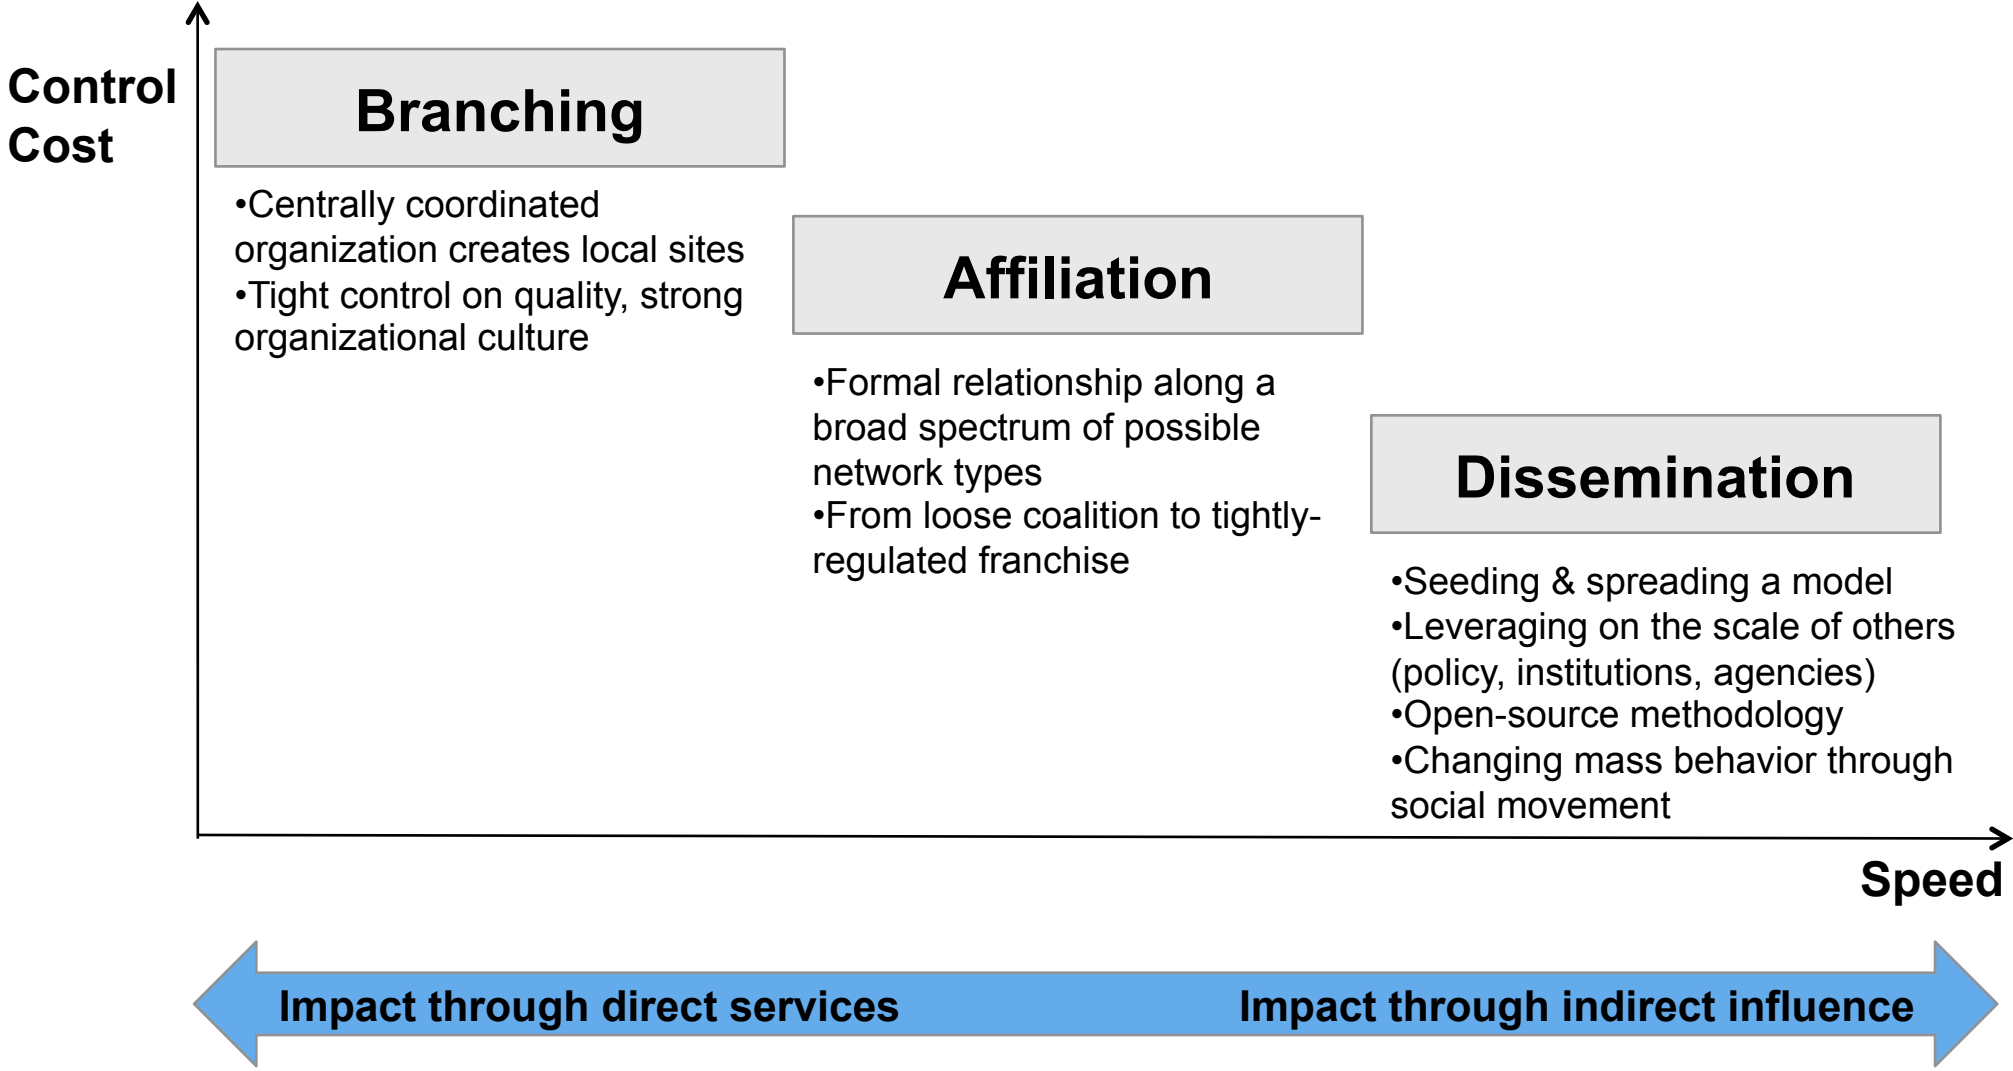 Control
Cost
Branching
•Centrally coordinated
organization creates local sites
•Tight control on quality, strong
organizational culture
Affiliation
•Formal relationship along a
broad spectrum of possible
network types
•From loose coalition to tightly-
regulated franchise
Dissemination
•Seeding & spreading a model
•Leveraging on the scale of others
(policy, institutions, agencies)
•Open-source methodology
•Changing mass behavior through
social movement
Speed
Impact through direct services
Impact through indirect influence